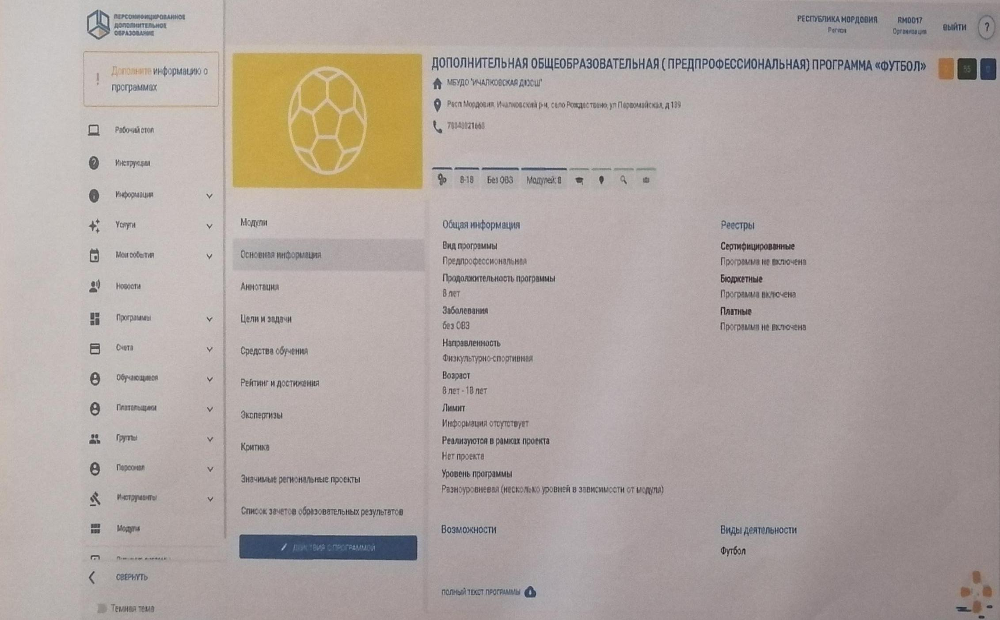 ПЕРСОНИФИЦИРОВАННОЕ
ДОПОЛНИТЕЛЬНОЕ
ОБРАЗОВАНИЕ
РЕСПУБЛИКА МОРДОВИЯ
Регион
RM0017
Организация
ВЫЙТИ
?
! Дополните информацию о
программах
Рабочий стол
Инструкции
Информация
Услуги
Мои события
Новости
Программы
Счета
Обучающиеся
Плательщики
Группы
Персонал
Инструменты
Модули
СВЕРНУТЬ
Темная тема
Модули
Основная информация
Аннотация
Цели и задачи
Средства обучения
Рейтинг и достижения
Экспертизы
Критика
Значимые региональные проекты
Список зачетов образовательных результатов
ДЕЙСТВИЯ С ПРОГРАММОЙ
ДОПОЛНИТЕЛЬНАЯ ОБЩЕОБРАЗОВАТЕЛЬНАЯ ( ПРЕДПРОФЕССИОНАЛЬНАЯ) ПРОГРАММА «ФУТБОЛ»
55
0
МБУДО "ИЧАЛКОВСКАЯ ДЮСШ"
Респ Мордовия, Ичалковский р-н, село Рождествено, ул Первомайская, д 189
8-18
Без ОВЗ
Модулей: 8
Общая информация
Вид программы
Предпрофессиональная
Продолжительность программы
8 лет
Заболевания
без ОВЗ
Направленность
Физкультурно-спортивная
Возраст
8 лет - 18 лет
Лимит
Информация отсутствует
Реализуются в рамках проекта
Нет проекта
Уровень программы
Разноуровневая (несколько уровней в зависимости от модуля)
Реестры
Сертифицированные
Программа не включена
Бюджетные
Программа включена
Платные
Программа не включена
Возможности
Виды деятельности
Футбол
ПОЛНЫЙ ТЕКСТ ПРОГРАММЫ